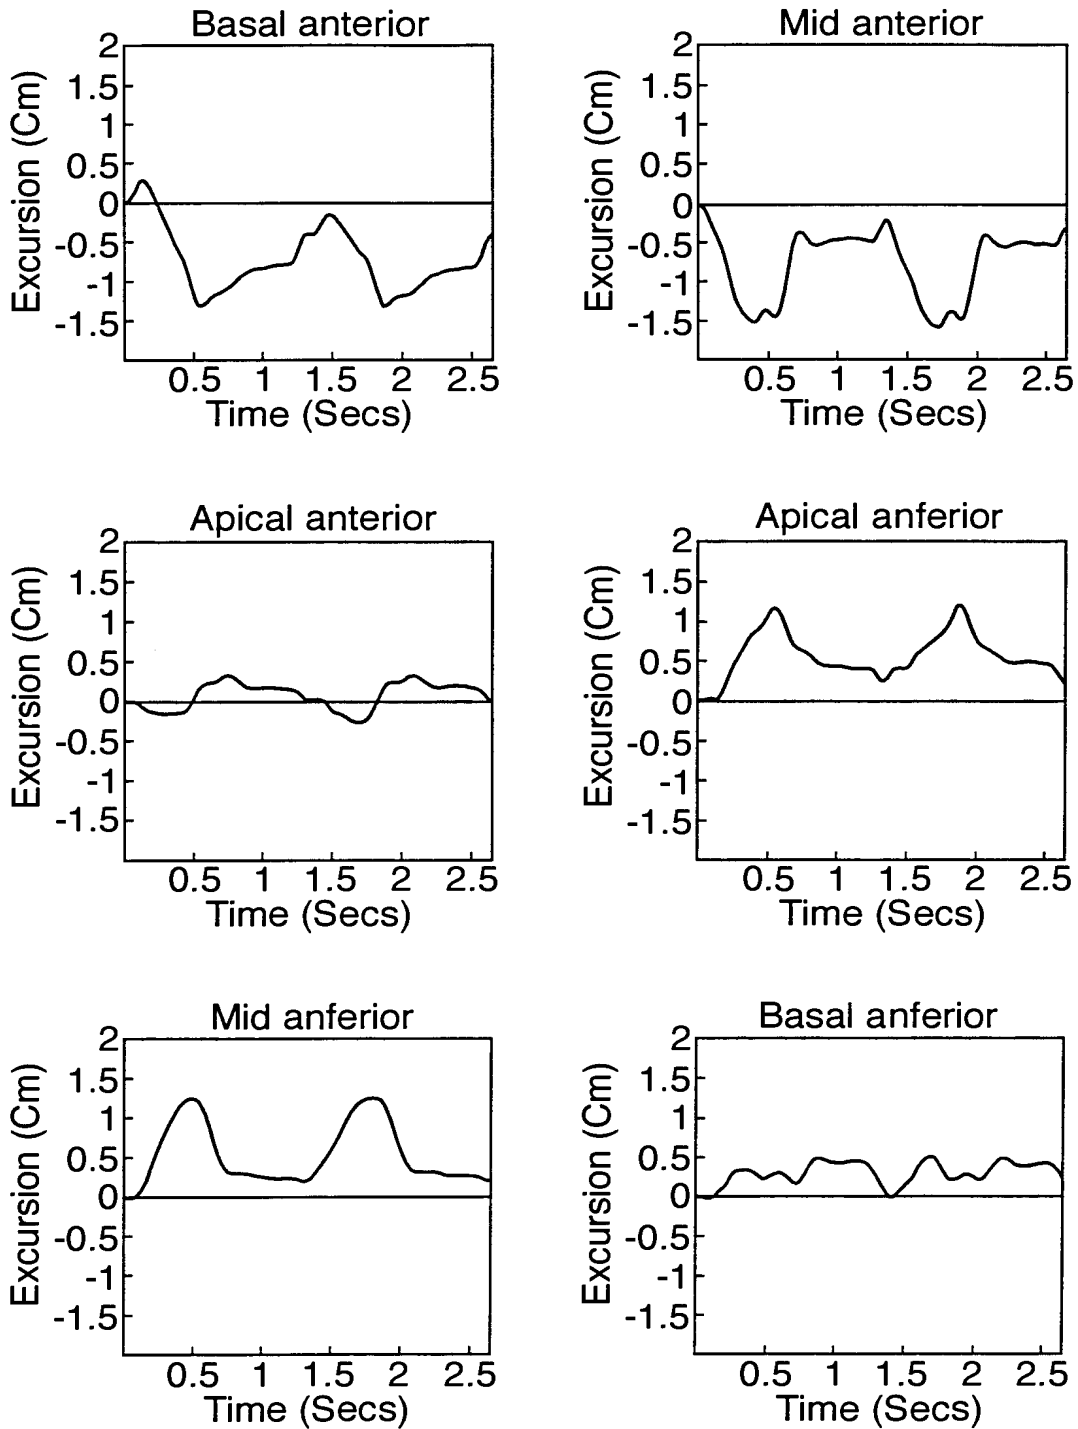 Basal anterior
2
1.5
1
0.5
0
-0.5
-1
-1.5
Excursion (Cm)
0.5 1 1.5 2 2.5
Time (Secs)
Mid anterior
2
1.5
1
0.5
0
-0.5
-1
-1.5
Excursion (Cm)
0.5 1 1.5 2 2.5
Time (Secs)
Apical anterior
2
1.5
1
0.5
0
-0.5
-1
-1.5
Excursion (Cm)
0.5 1 1.5 2 2.5
Time (Secs)
Apical anferior
2
1.5
1
0.5
0
-0.5
-1
-1.5
Excursion (Cm)
0.5 1 1.5 2 2.5
Time (Secs)
Mid anferior
2
1.5
1
0.5
0
-0.5
-1
-1.5
Excursion (Cm)
0.5 1 1.5 2 2.5
Time (Secs)
Basal anferior
2
1.5
1
0.5
0
-0.5
-1
-1.5
Excursion (Cm)
0.5 1 1.5 2 2.5
Time (Secs)